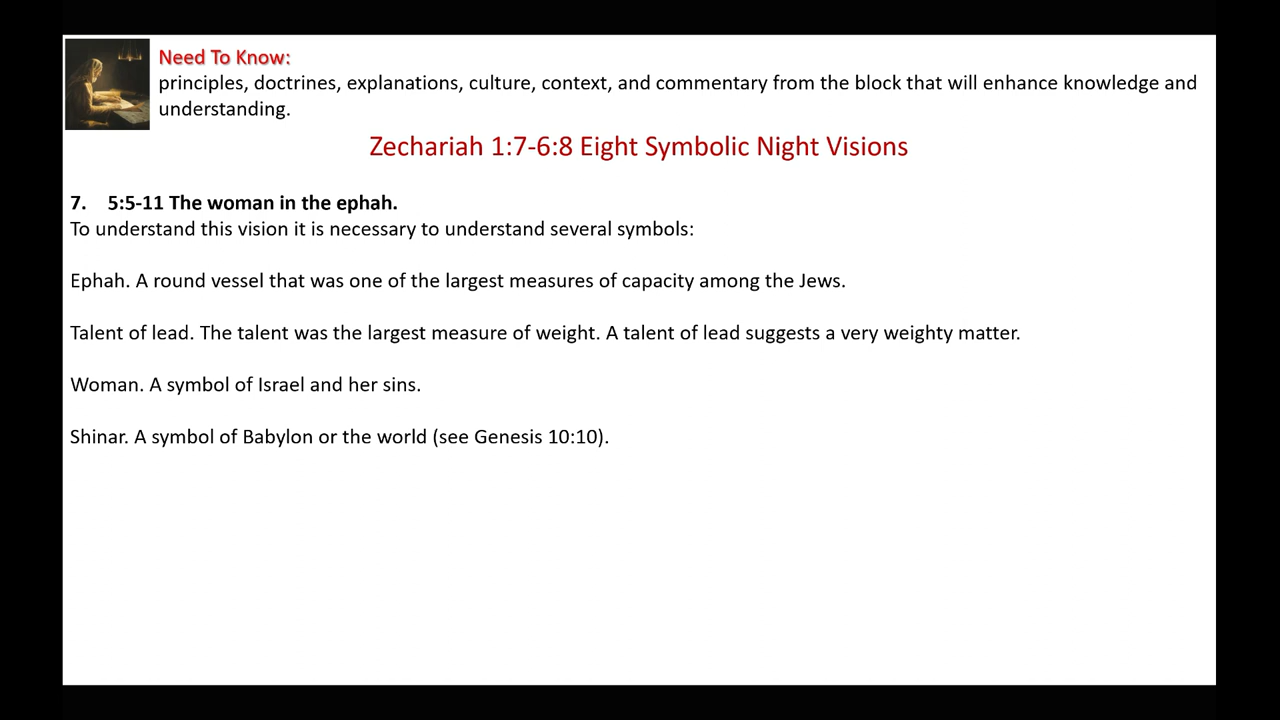 Need To Know:
principles, doctrines, explanations, culture, context, and commentary from the block that will enhance knowledge and
understanding.
Zechariah 1:7-6:8 Eight Symbolic Night Visions
7. 5:5-11 The woman in the ephah.
To understand this vision it is necessary to understand several symbols:
Ephah. A round vessel that was one of the largest measures of capacity among the Jews.
Talent of lead. The talent was the largest measure of weight. A talent of lead suggests a very weighty matter.
Woman. A symbol of Israel and her sins.
Shinar. A symbol of Babylon or the world (see Genesis 10:10).